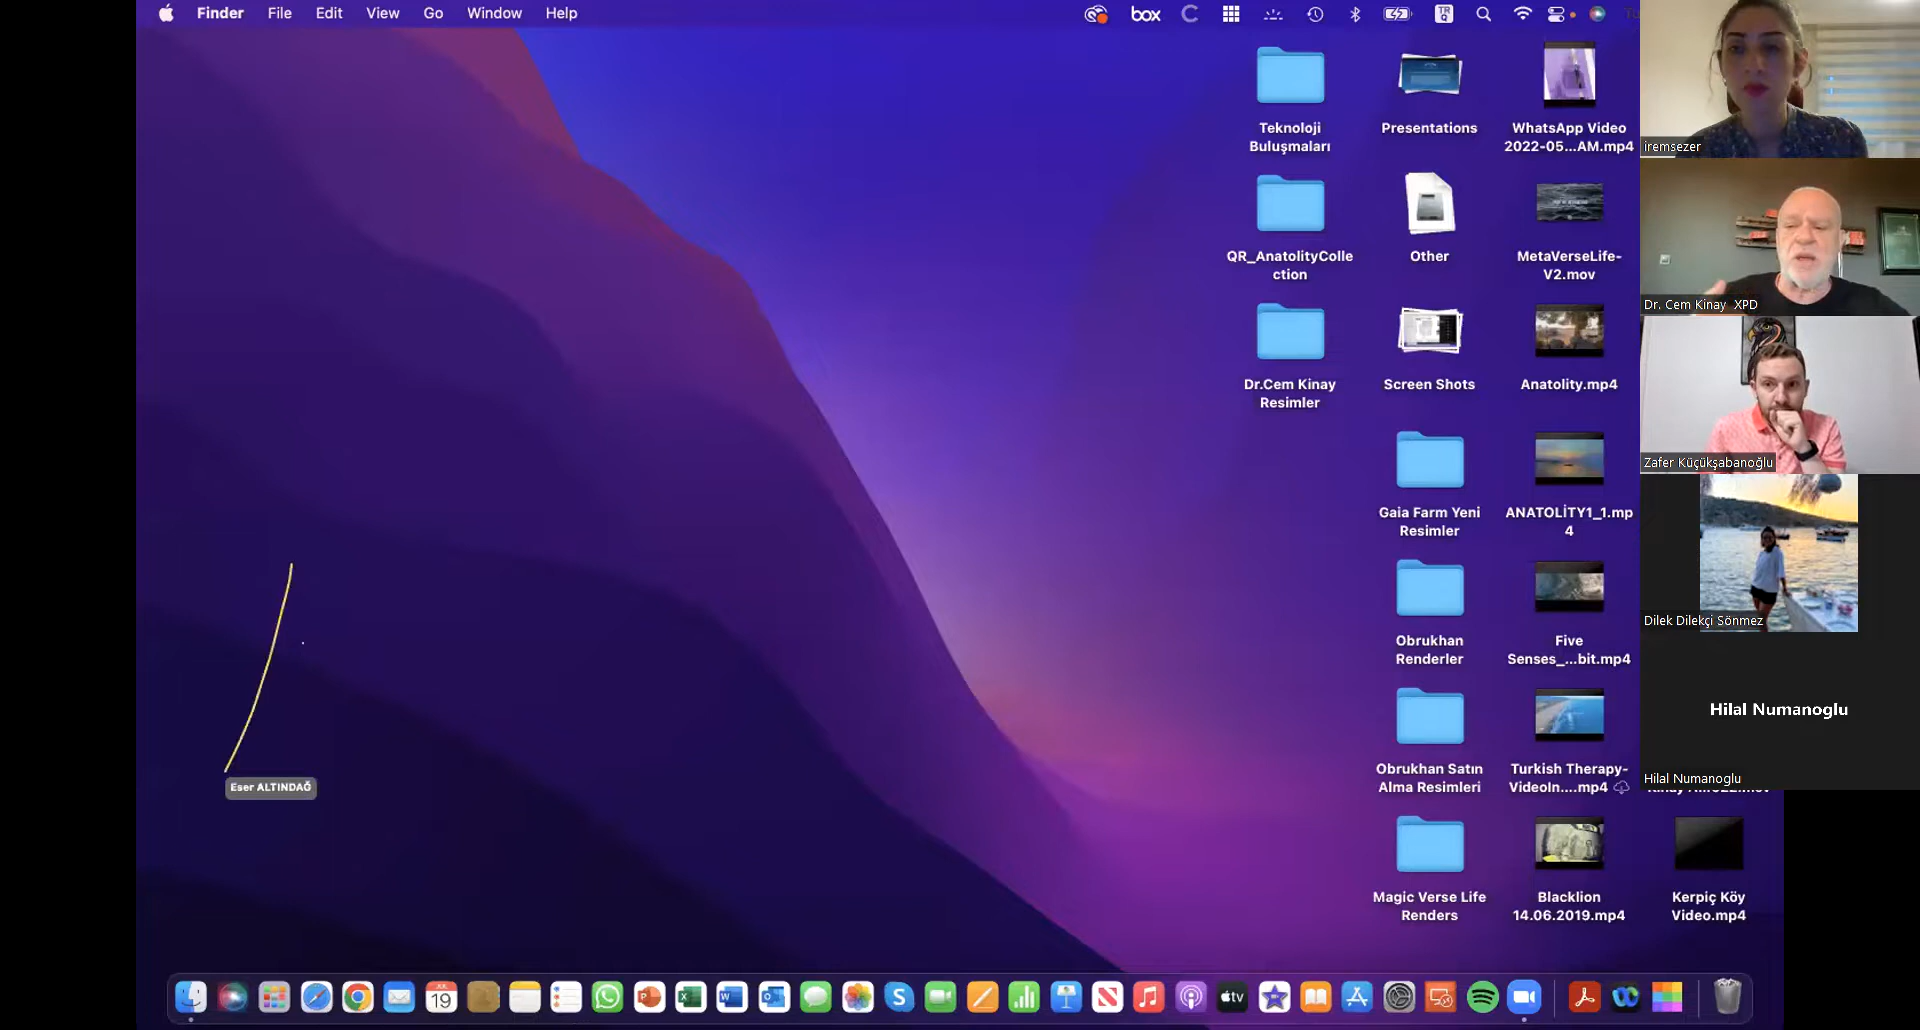 Finder File Edit View Go Window Help
box
TR
Q
Teknoloji
Buluşmaları
Presentations
WhatsApp Video
2022-05...AM.mp4
iremsezer
QR_AnatolityColle
ction
Other
MetaVerseLife-
V2.mov
Dr. Cem Kinay XPD
Dr.Cem Kinay
Resimler
Screen Shots
Anatolity.mp4
Zafer Küçükşabanoğlu
Gaia Farm Yeni
Resimler
ANATOLİTY1_1.mp
4
Obrukhan
Renderler
Five
Senses_...bit.mp4
Dilek Dilekçi Sönmez
Hilal Numanoglu
Obrukhan Satın
Alma Resimleri
Turkish Therapy-
VideoIn....mp4
Hilal Numanoglu
Eser ALTINDAĞ
Magic Verse Life
Renders
Blacklion
14.06.2019.mp4
Kerpiç Köy
Video.mp4
19
tv